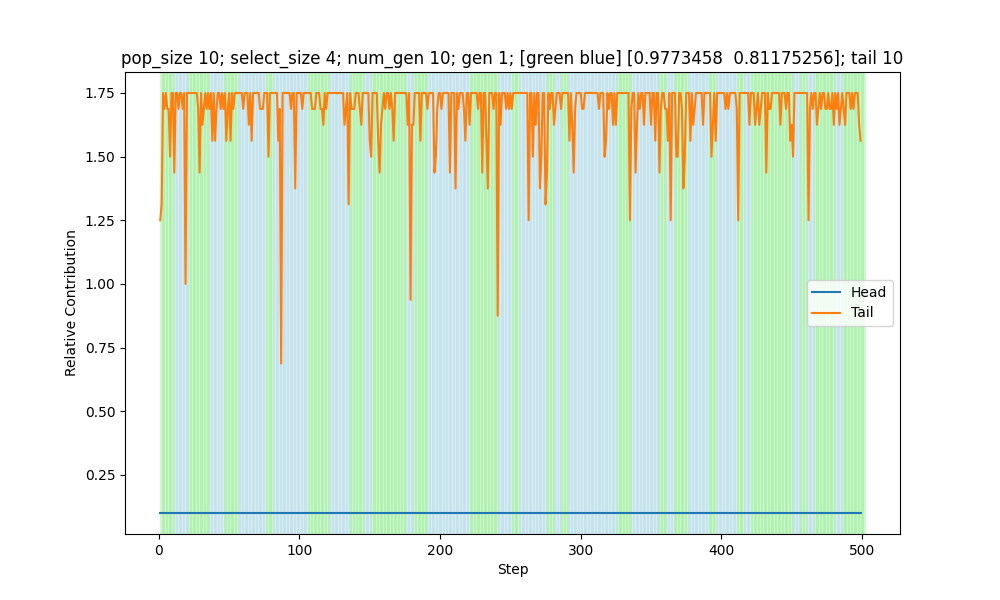 pop_size 10; select_size 4; num_gen 10; gen 1; [green blue] [0.9773458  0.81175256]; tail 10
1.75
1.50
1.25
1.00
0.75
0.50
0.25
Relative Contribution
Head
Tail
0 100 200 300 400 500
Step